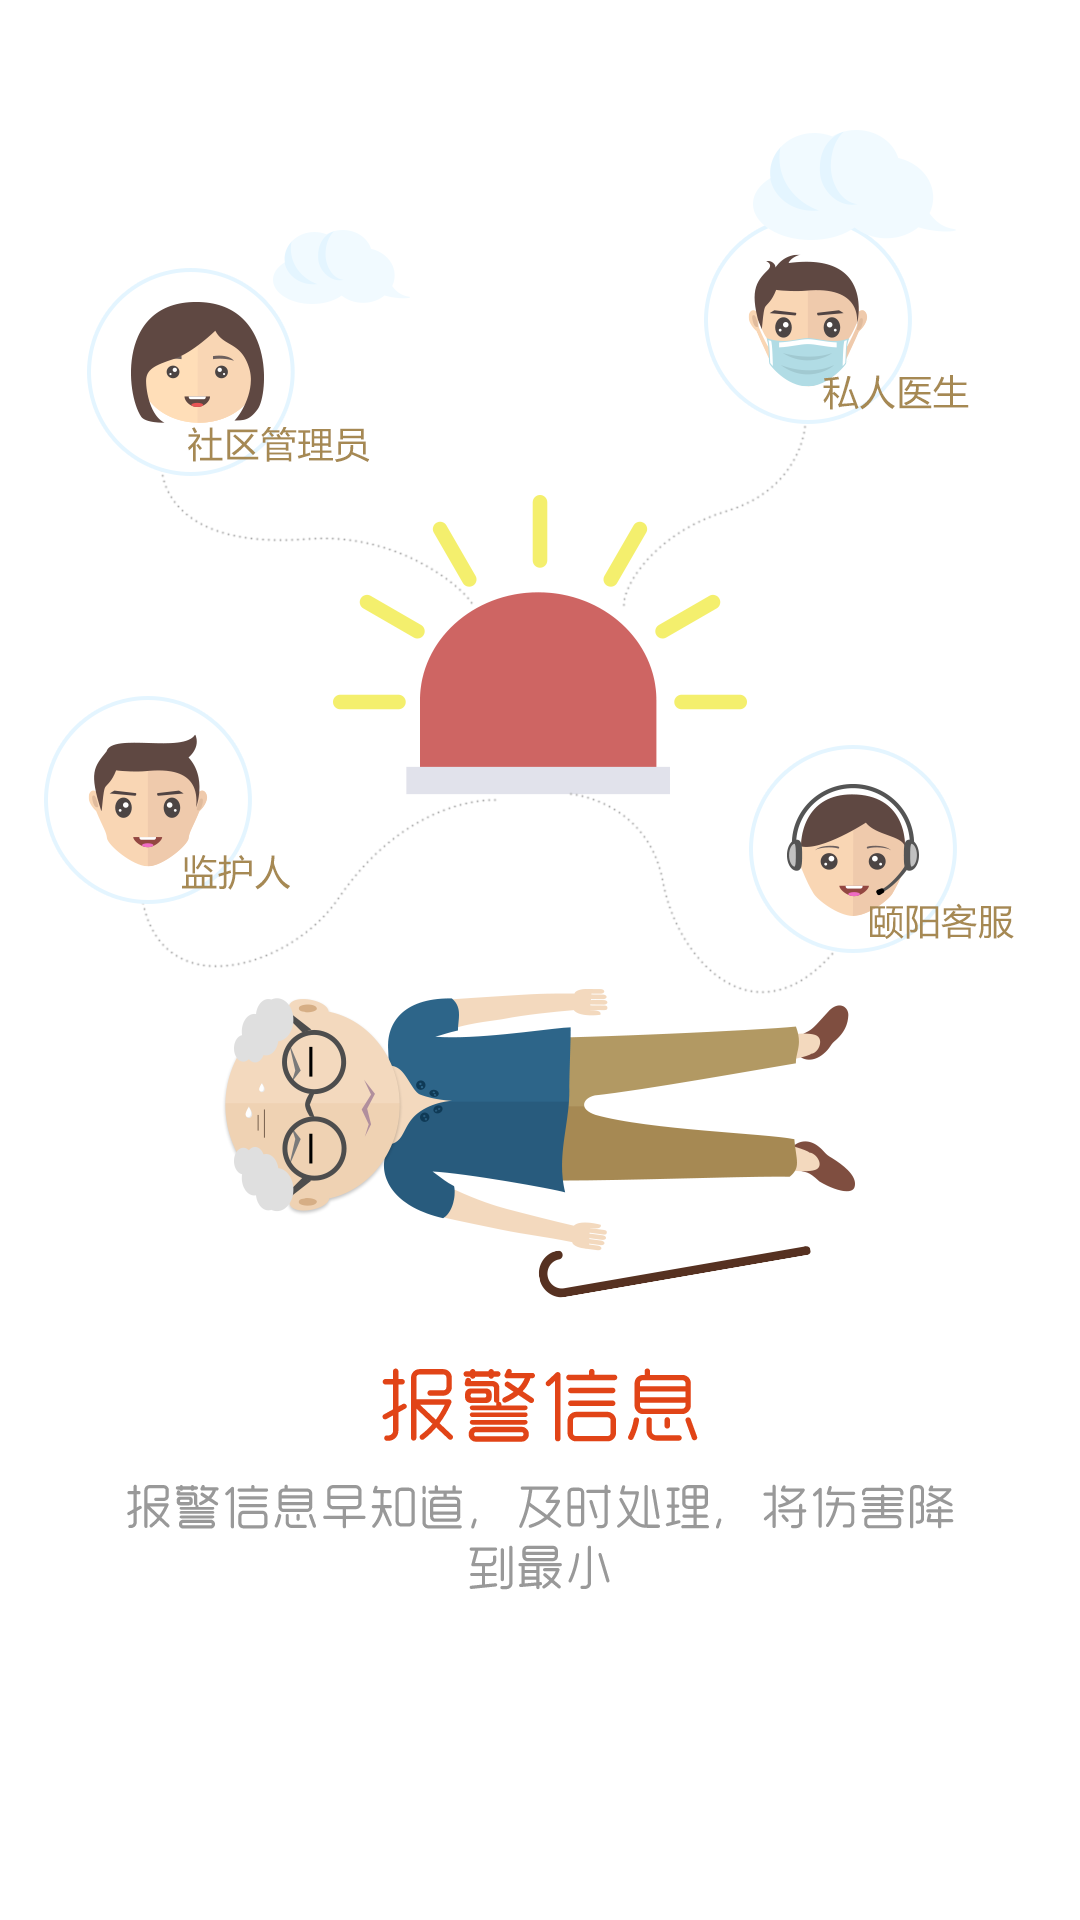 私人医生
社区管理员
监护人
颐阳客服
报警信息
报警信息早知道，及时处理，将伤害降
到最小